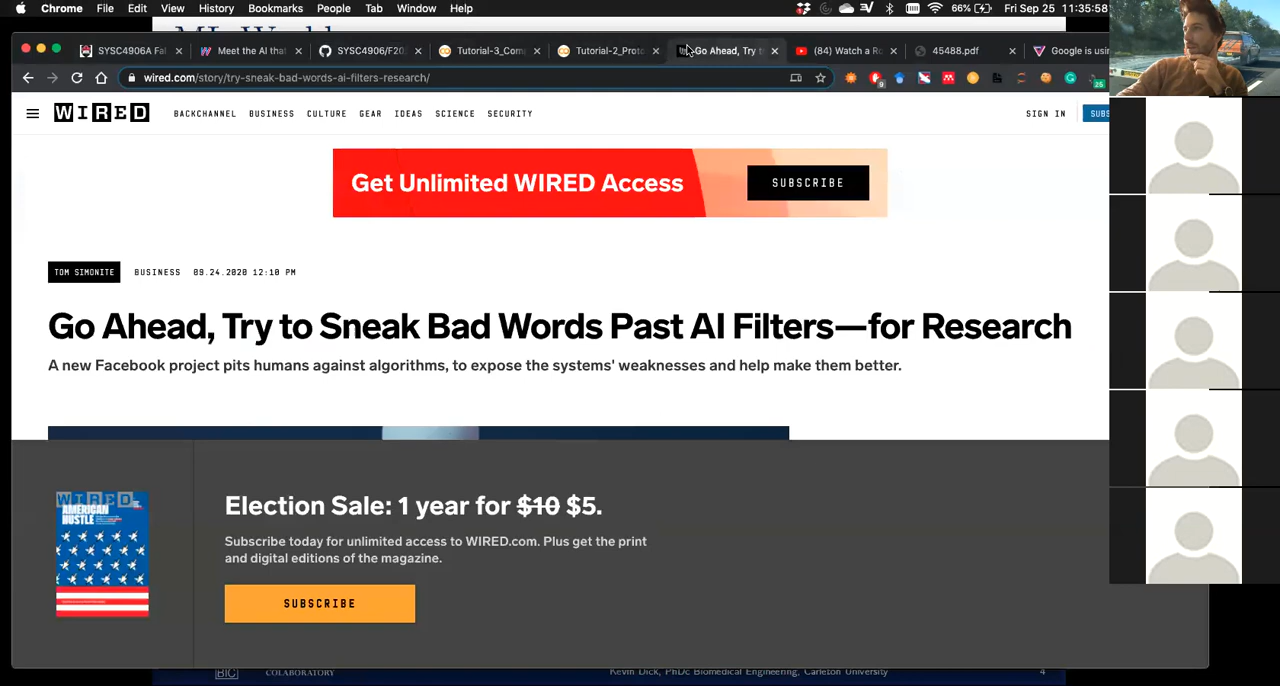 Chrome File Edit View History Bookmarks People Tab Window Help
66% Fri Sep 25 11:35:58
SYSC4906A Fal
Meet the AI that
SYSC4906/F20
Tutorial-3_Com
Tutorial-2_Proto
Go Ahead, Try to
(84) Watch a Ro
45488.pdf
Google is usin
wired.com/story/try-sneak-bad-words-ai-filters-research/
9
25
WIRED
BACKCHANNEL BUSINESS CULTURE GEAR IDEAS SCIENCE SECURITY
SIGN IN
SUBS
Get Unlimited WIRED Access
SUBSCRIBE
TOM SIMONITE BUSINESS 09.24.2020 12:10 PM
Go Ahead, Try to Sneak Bad Words Past AI Filters—for Research
A new Facebook project pits humans against algorithms, to expose the systems' weaknesses and help make them better.
WIRED
AMERICAN
HUSTLE
Election Sale: 1 year for $10 $5.
Subscribe today for unlimited access to WIRED.com. Plus get the print
and digital editions of the magazine.
SUBSCRIBE
BIC COLABORATORY Kevin Dick, PhDc Biomedical Engineering, Carleton University 4